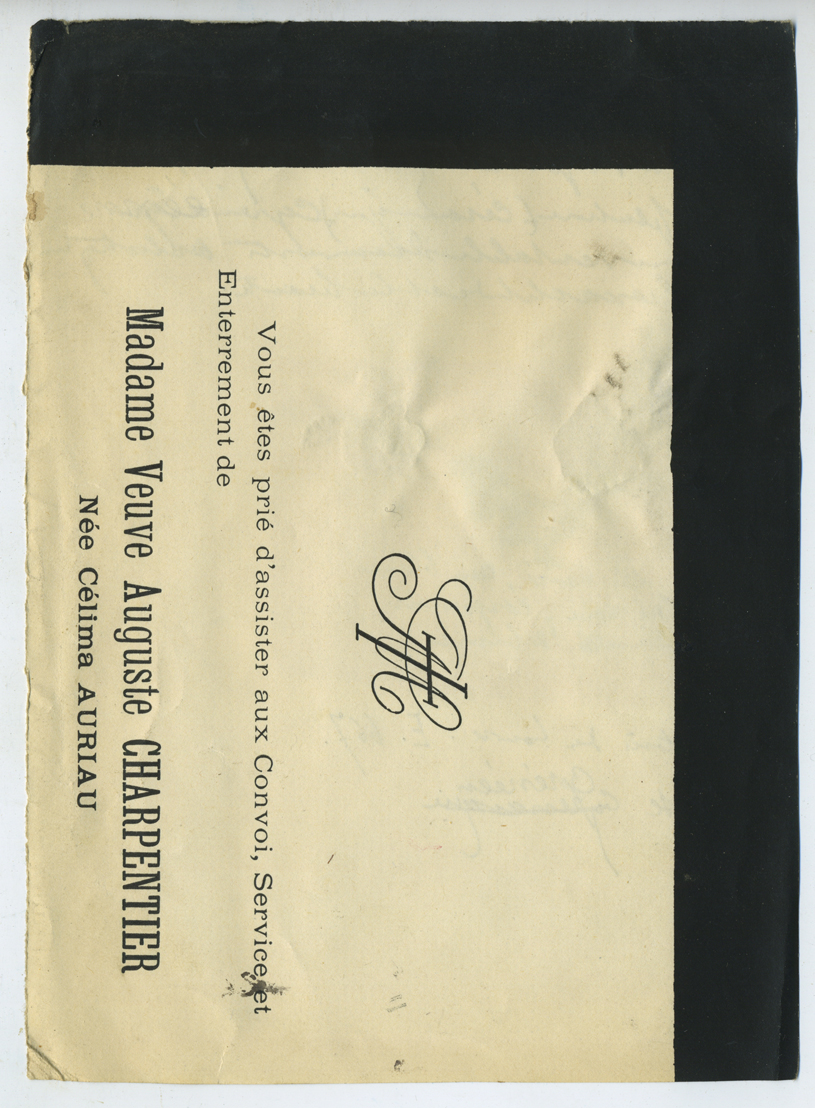 Vous êtes prié d'assister aux Convoi, Service, et
Enterrement de
Madame Veuve Auguste CHARPENTIER
Née Célima AURIAU